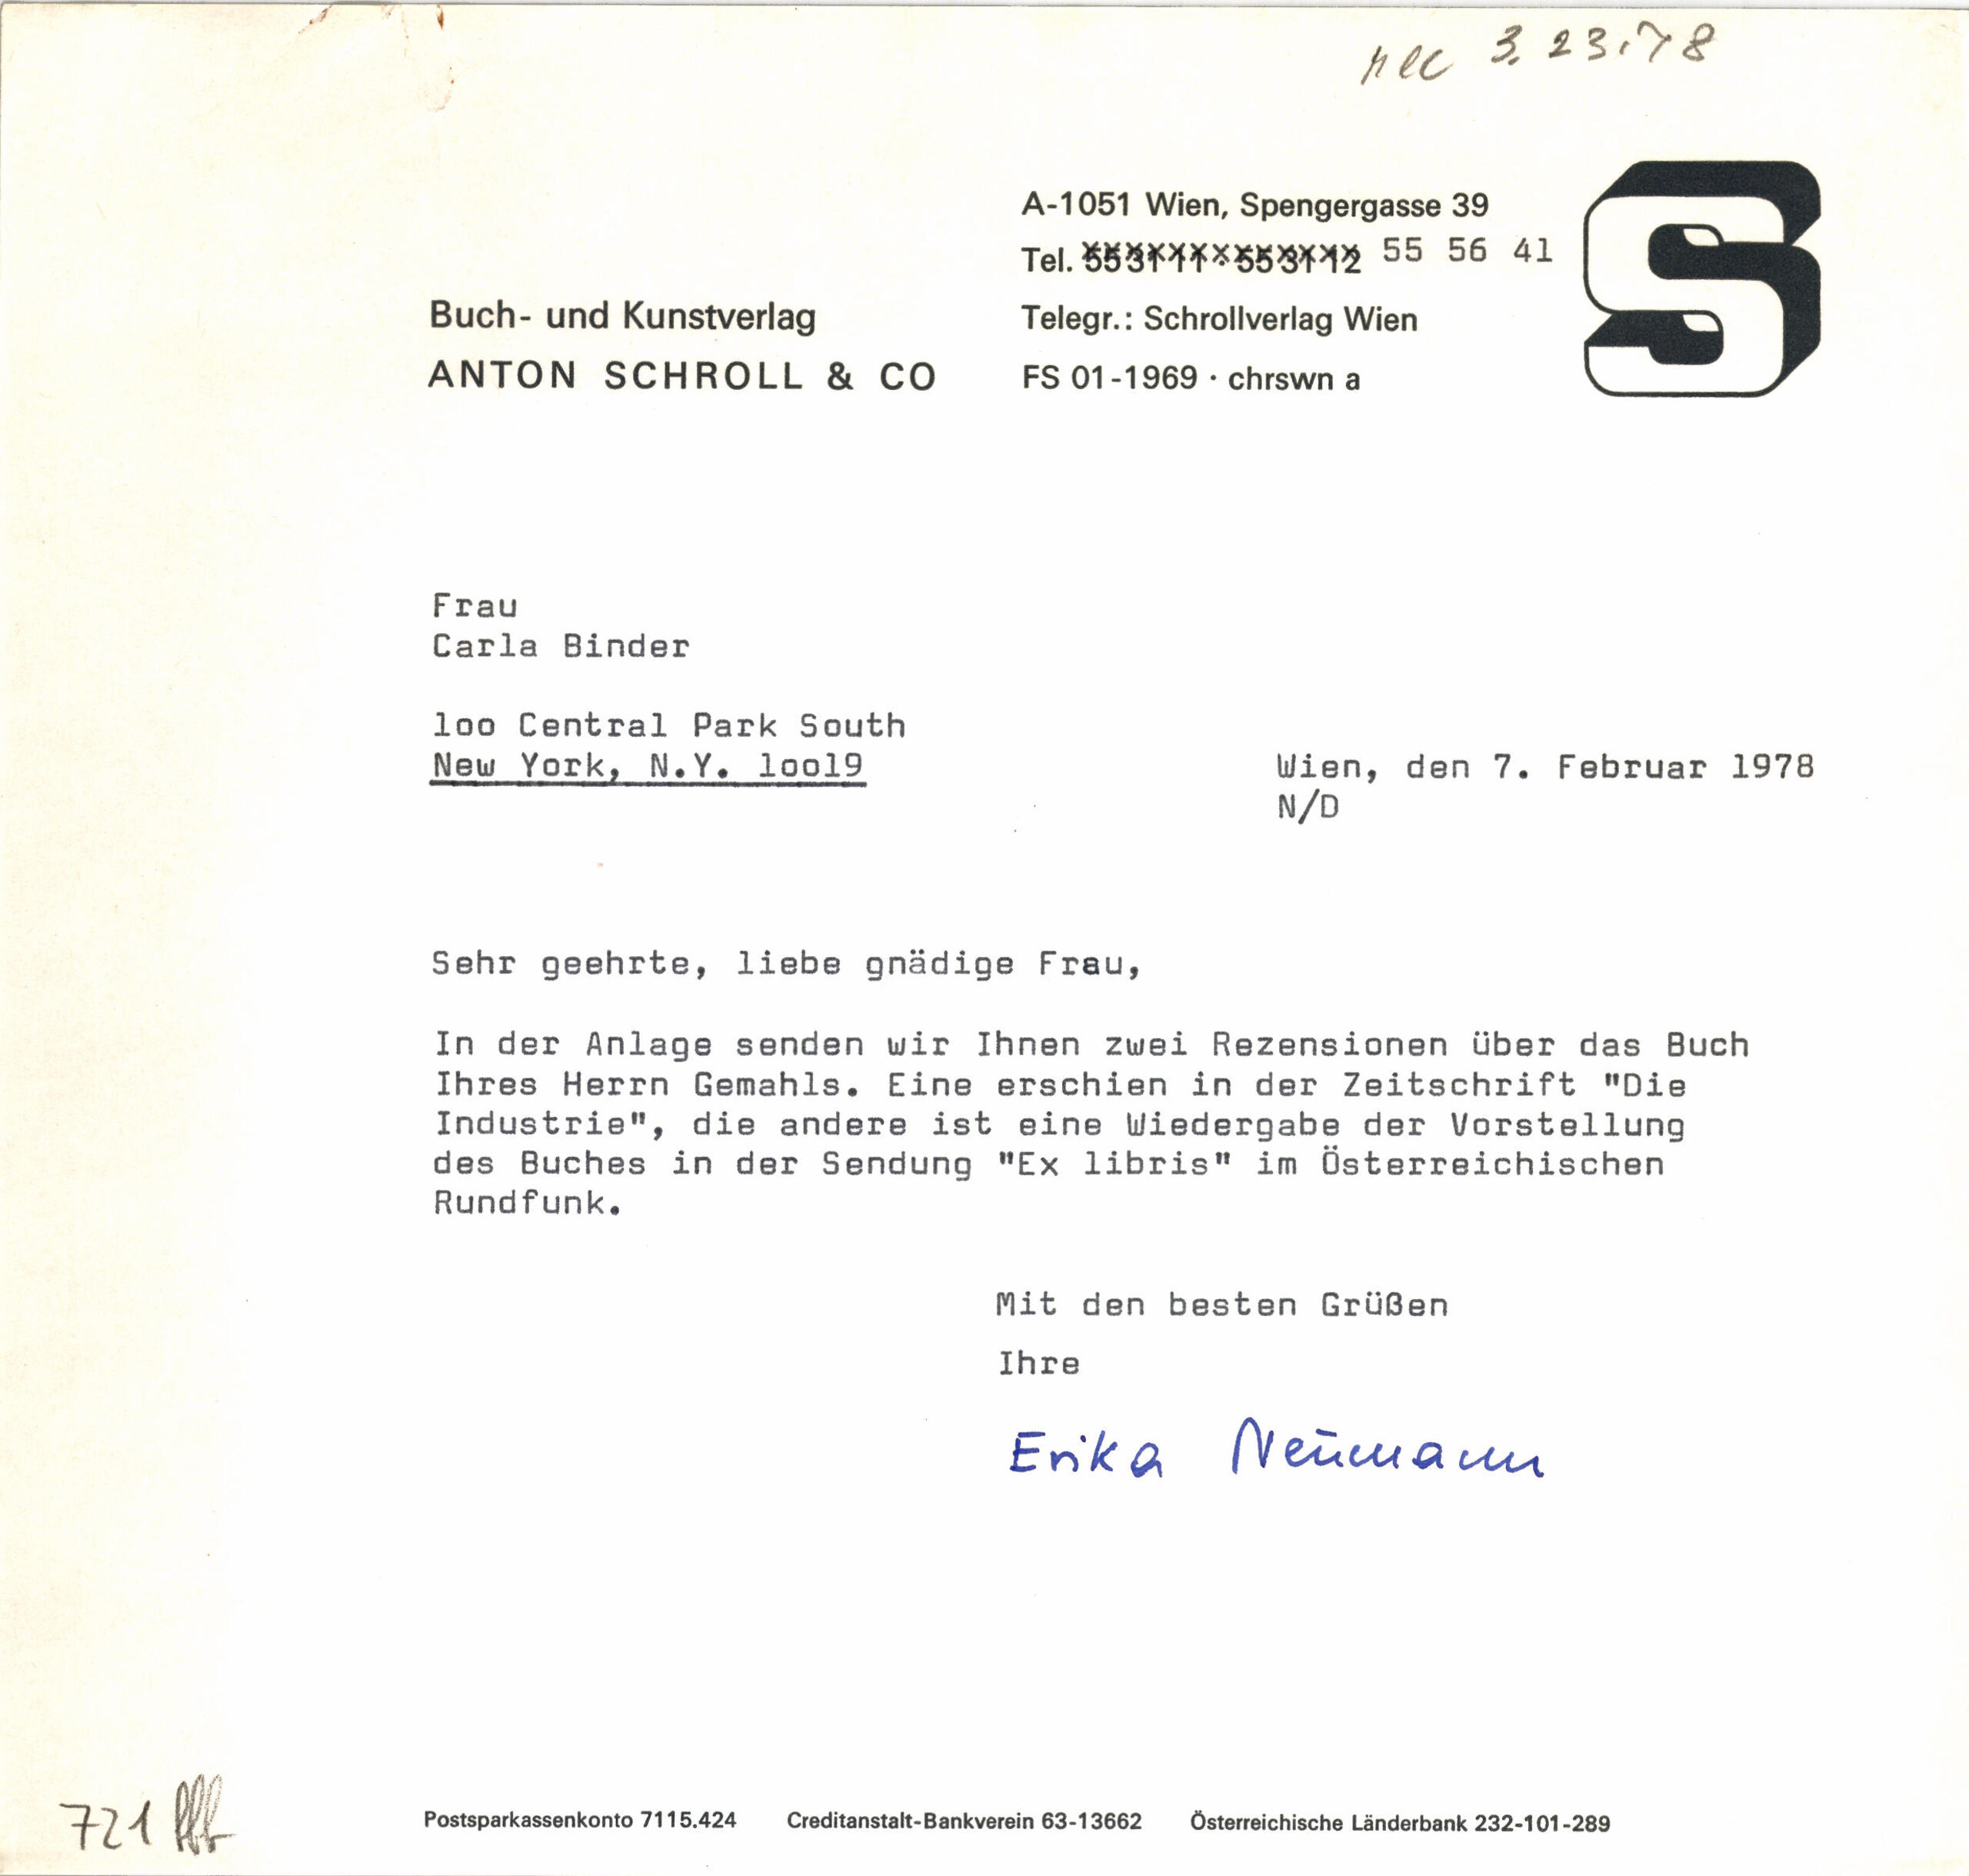 rec 3.23.78
A-1051 Wien, Spengergasse 39
Tel. 553111 · 553112 55 56 41
Buch- und Kunstverlag
Telegr.: Schrollverlag Wien
ANTON SCHROLL & CO
FS 01-1969 · chrswn a
S
Frau
Carla Binder
loo Central Park South
New York, N.Y. loo19
Wien, den 7. Februar 1978
N/D
Sehr geehrte, liebe gnädige Frau,
In der Anlage senden wir Ihnen zwei Rezensionen über das Buch
Ihres Herrn Gemahls. Eine erschien in der Zeitschrift "Die
Industrie", die andere ist eine Wiedergabe der Vorstellung
des Buches in der Sendung "Ex libris" im Österreichischen
Rundfunk.
Mit den besten Grüßen
Ihre
Erika Neumann
721
Postsparkassenkonto 7115.424 Creditanstalt-Bankverein 63-13662 Österreichische Länderbank 232-101-289